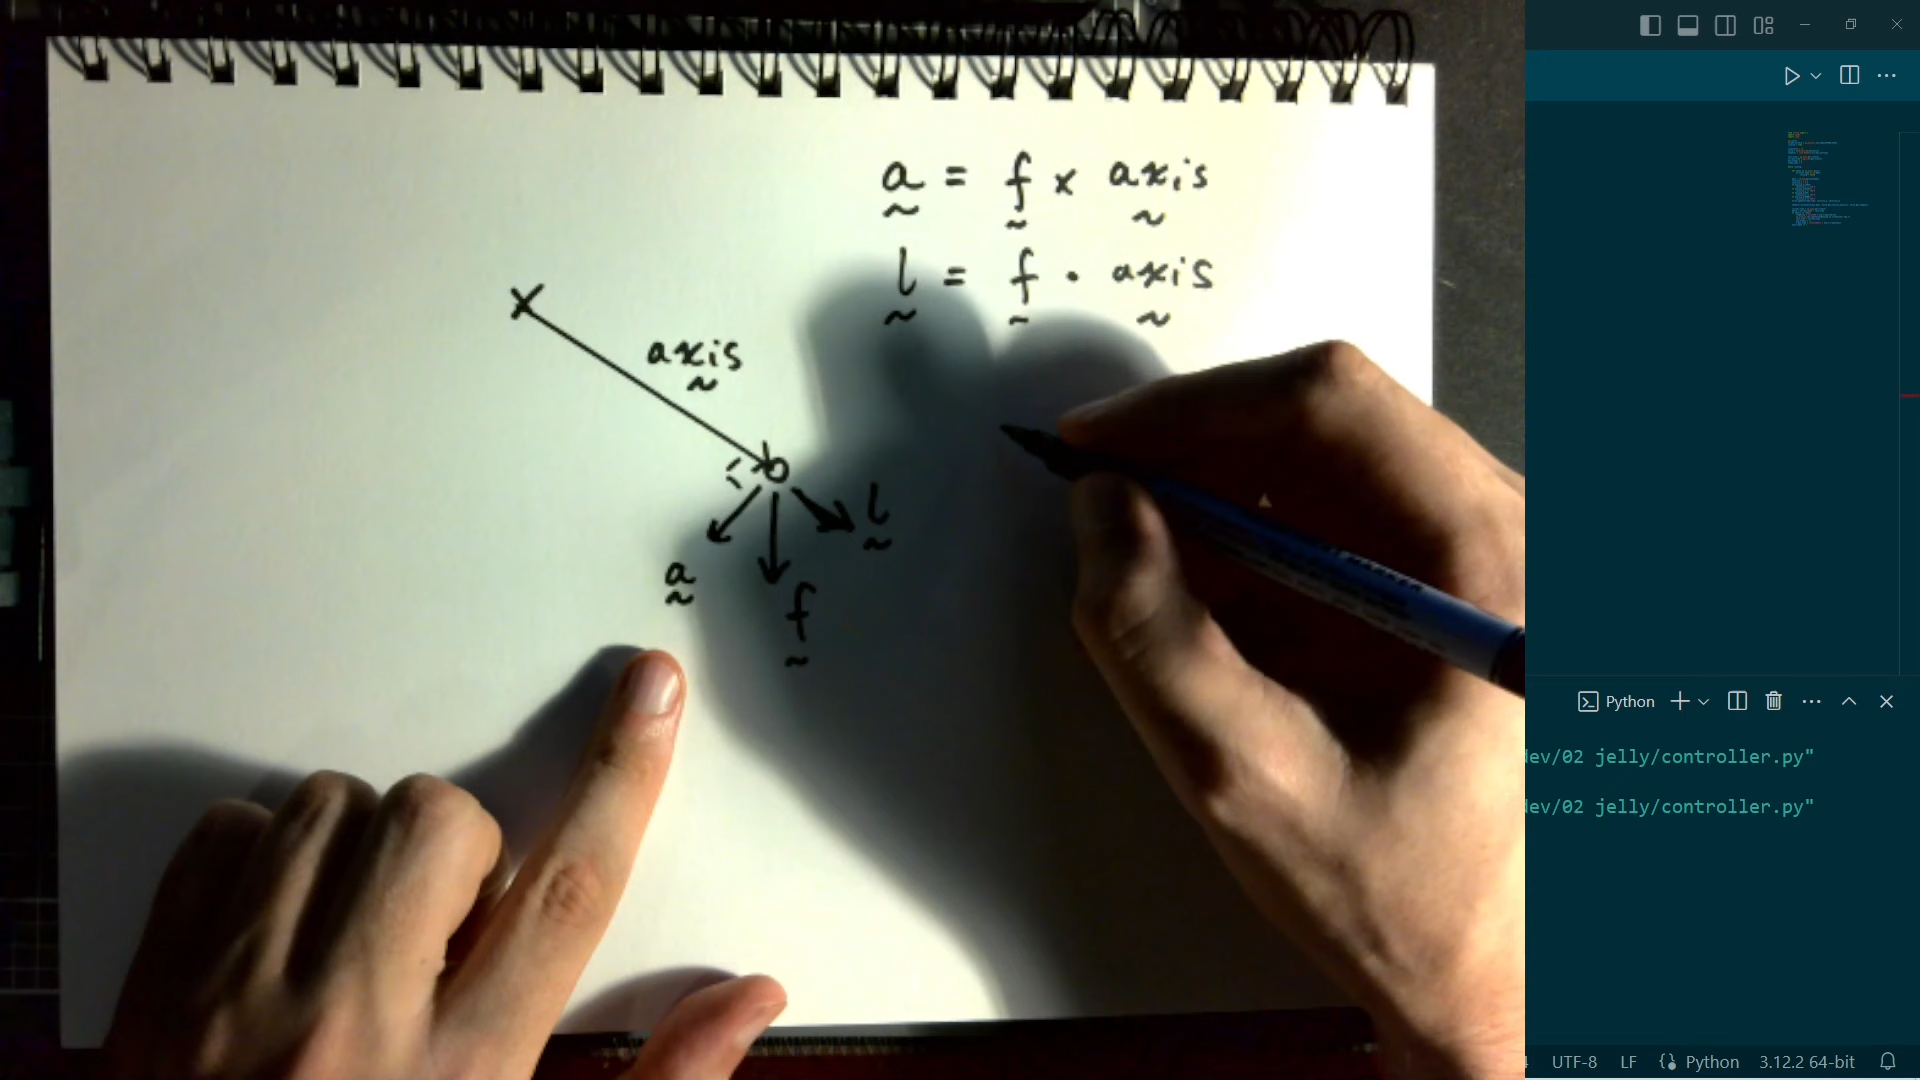 a = f × axis
~ ~ ~
l = f · axis
~ ~ ~
axis
~
l
~
a
~
f
~
Python
dev/02 jelly/controller.py"
dev/02 jelly/controller.py"
UTF-8 LF Python 3.12.2 64-bit